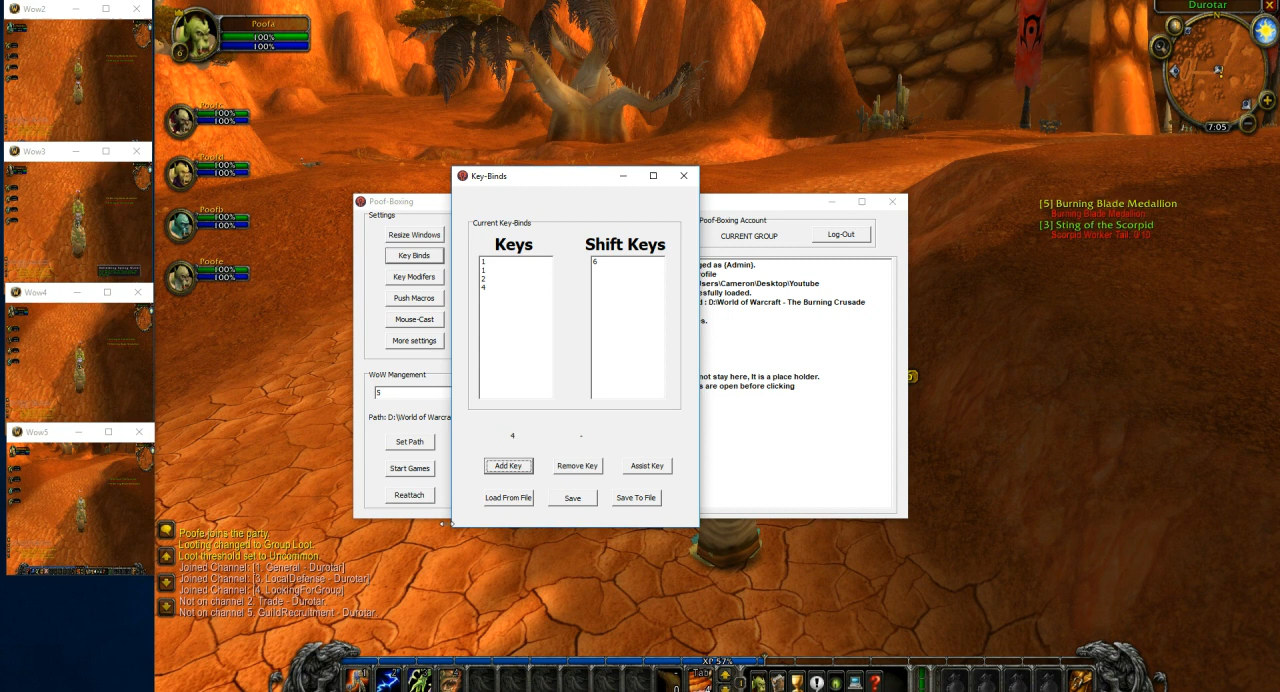 Wow2
Wow3
Wow4
Wow5
Poofa
100%
100%
6
100%
100%
Poofd
100%
100%
Poofb
100%
100%
Poofe
100%
100%
Durotar
N
7:05
[5] Burning Blade Medallion
Burning Blade Medallion
[3] Sting of the Scorpid
Scorpid Worker Tail: 0/10
Poof-Boxing
Settings
Resize Windows
Key Binds
Key Modifers
Push Macros
Mouse-Cast
More settings
WoW Mangement
5
Path: D:\World of Warcra
Set Path
Start Games
Reattach
Key-Binds
Current Key-Binds
Keys
Shift Keys
1
1
2
4
6
4
-
Add Key
Remove Key
Assist Key
Load From File
Save
Save To File
Poof-Boxing Account
CURRENT GROUP
Log-Out
ged as {Admin}.
rofile
Jsers\Cameron\Desktop\Youtube
esfully loaded.
d : D:\World of Warcraft - The Burning Crusade
es.
not stay here, It is a place holder.
s are open before clicking
Poofe joins the party.
Looting changed to Group Loot.
Loot threshold set to Uncommon.
Joined Channel: [1. General - Durotar]
Joined Channel: [3. LocalDefense - Durotar]
Joined Channel: [4. LookingForGroup]
Not on channel 2. Trade - Durotar.
Not on channel 5. GuildRecruitment - Durotar.
XP 57%